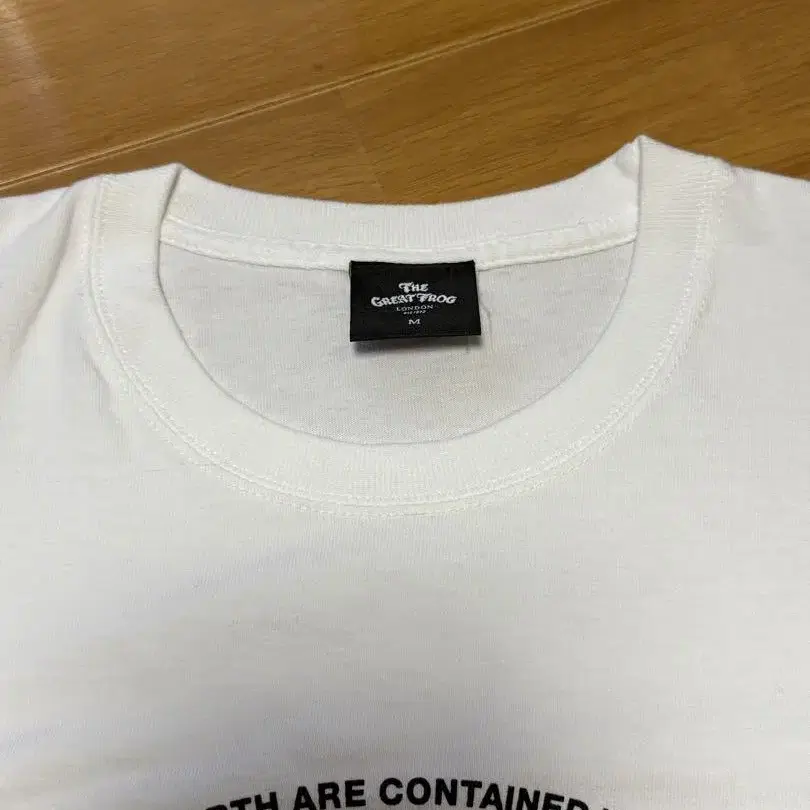 THE
GREAT FROG
LONDON
M
ARE CONTAINED